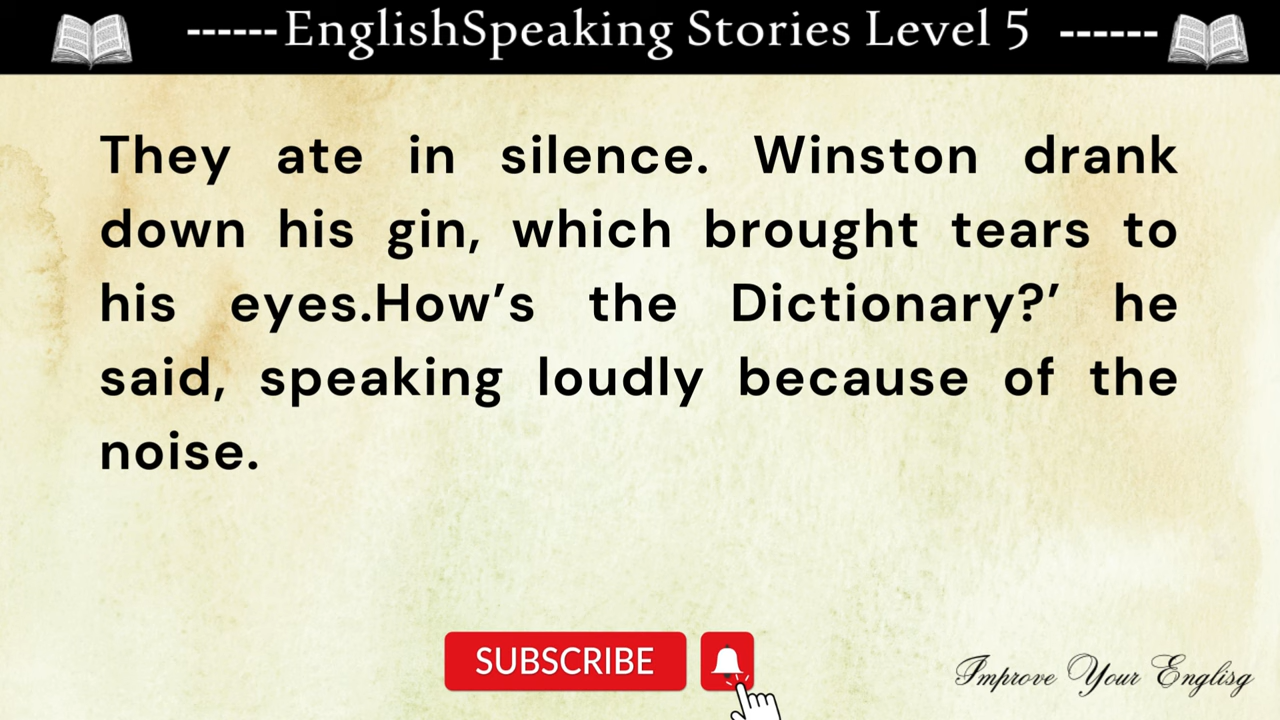 ------EnglishSpeaking Stories Level 5 ------
They ate in silence. Winston drank
down his gin, which brought tears to
his eyes.How’s the Dictionary?’ he
said, speaking loudly because of the
noise.
SUBSCRIBE
Improve Your Englisg